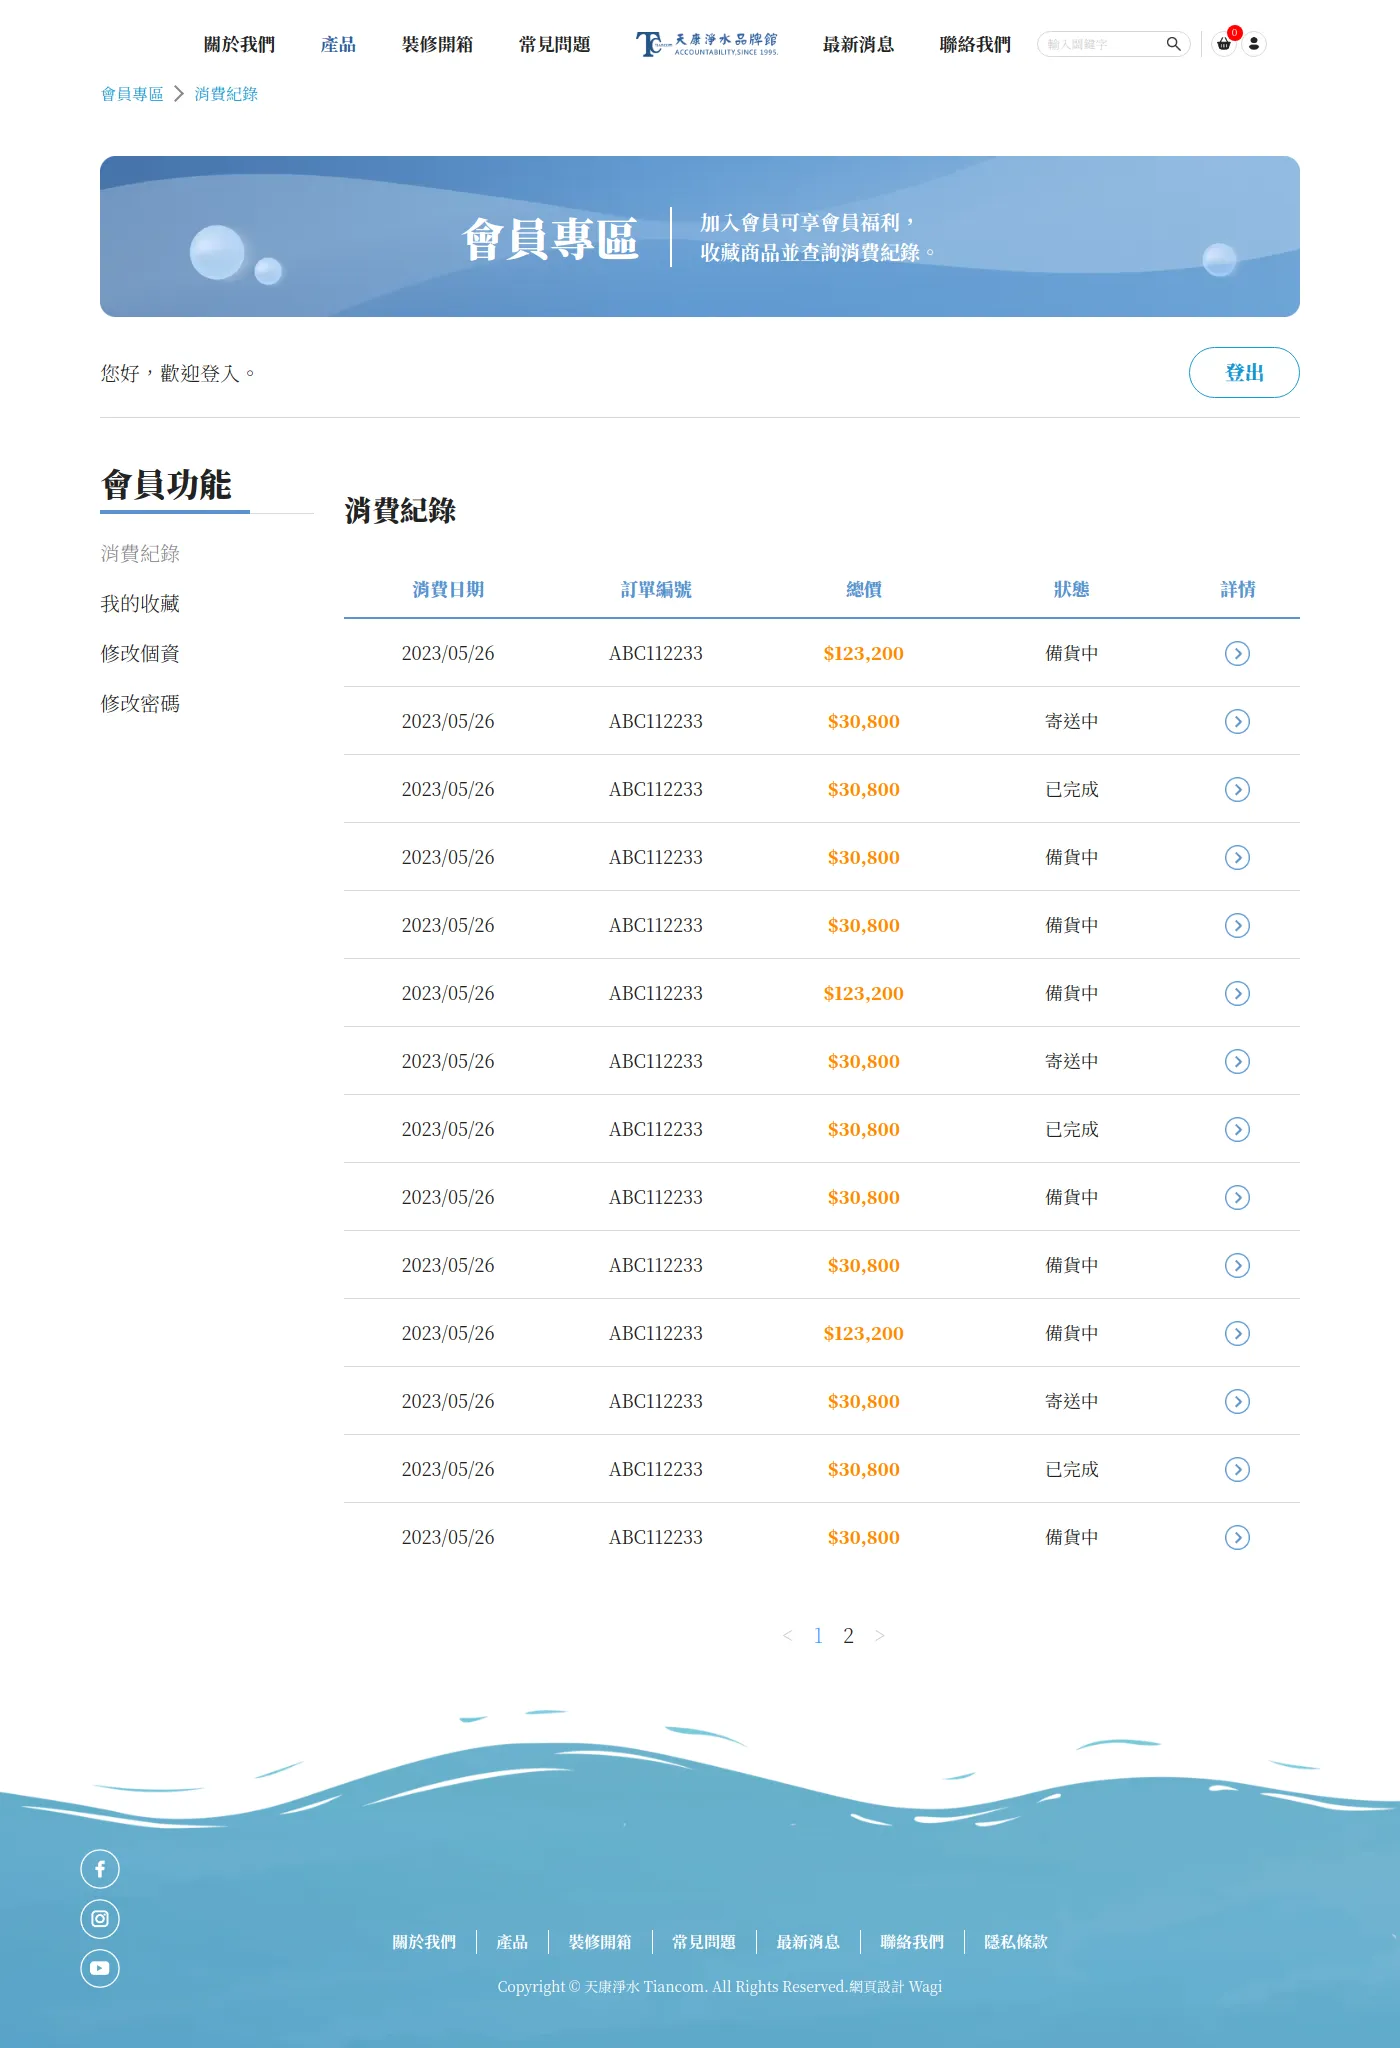 關於我們 產品 裝修開箱 常見問題 TC TIANCOM 天康淨水品牌館 ACCOUNTABILITY,SINCE 1995. 最新消息 聯絡我們 輸入關鍵字 0
會員專區 消費紀錄
會員專區
加入會員可享會員福利，
收藏商品並查詢消費紀錄。
您好，歡迎登入。 登出
會員功能
消費紀錄
我的收藏
修改個資
修改密碼
消費紀錄
消費日期 訂單編號 總價 狀態 詳情
2023/05/26 ABC112233 $123,200 備貨中
2023/05/26 ABC112233 $30,800 寄送中
2023/05/26 ABC112233 $30,800 已完成
2023/05/26 ABC112233 $30,800 備貨中
2023/05/26 ABC112233 $30,800 備貨中
2023/05/26 ABC112233 $123,200 備貨中
2023/05/26 ABC112233 $30,800 寄送中
2023/05/26 ABC112233 $30,800 已完成
2023/05/26 ABC112233 $30,800 備貨中
2023/05/26 ABC112233 $30,800 備貨中
2023/05/26 ABC112233 $123,200 備貨中
2023/05/26 ABC112233 $30,800 寄送中
2023/05/26 ABC112233 $30,800 已完成
2023/05/26 ABC112233 $30,800 備貨中
< 1 2 >
關於我們 產品 裝修開箱 常見問題 最新消息 聯絡我們 隱私條款
Copyright © 天康淨水 Tiancom. All Rights Reserved.網頁設計 Wagi